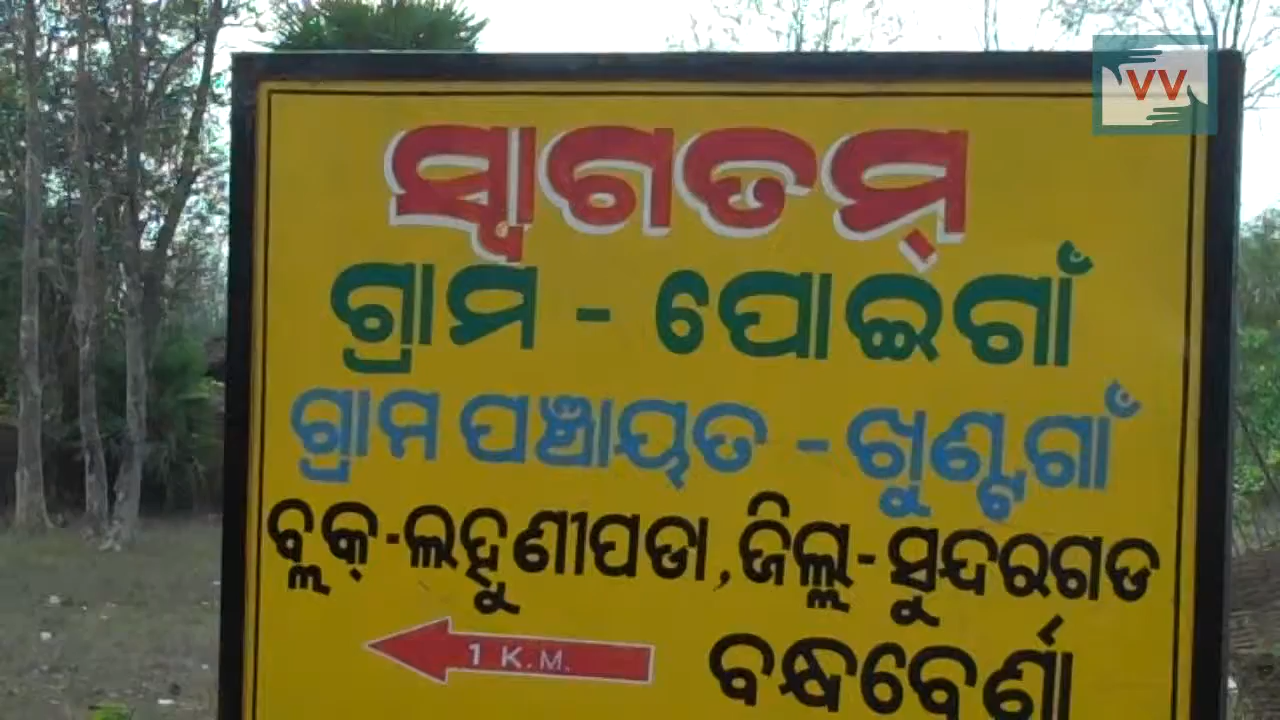 VV
ସ୍ୱାଗତମ୍
ଗ୍ରାମ - ପୋଇଗାଁ
ଗ୍ରାମ ପଞ୍ଚାୟତ - ଖୁଣ୍ଟଗାଁ
ବ୍ଲକ୍-ଲହୁଣୀପଡା, ଜିଲ୍ଲା- ସୁନ୍ଦରଗଡ
1 K.M. ବନ୍ଧବେର୍ଣା